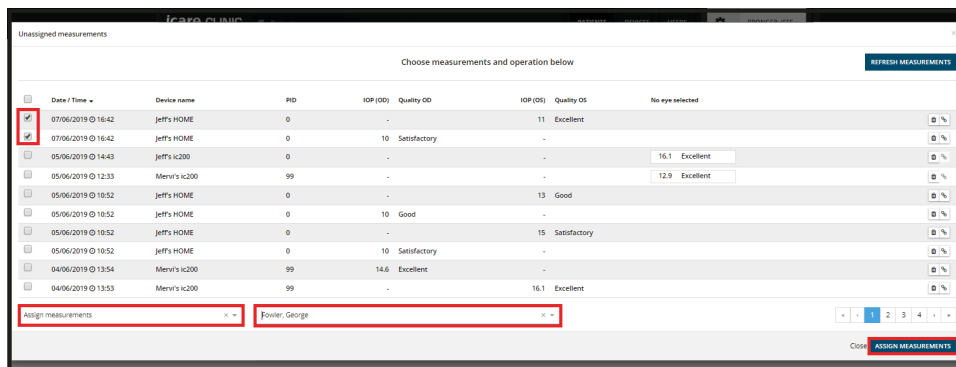 icare CLINIC PATIENTS DEVICES USERS PRONGER JEFF
Unassigned measurements ×
Choose measurements and operation below REFRESH MEASUREMENTS
Date / Time Device name PID IOP (OD) Quality OD IOP (OS) Quality OS No eye selected
07/06/2019 16:42 Jeff's HOME 0 - 11 Excellent
07/06/2019 16:42 Jeff's HOME 0 10 Satisfactory -
05/06/2019 14:43 Jeff's ic200 0 - - 16.1 Excellent
05/06/2019 12:33 Mervi's ic200 99 - - 12.9 Excellent
05/06/2019 10:52 Jeff's HOME 0 - 13 Good
05/06/2019 10:52 Jeff's HOME 0 10 Good -
05/06/2019 10:52 Jeff's HOME 0 - 15 Satisfactory
05/06/2019 10:52 Jeff's HOME 0 10 Satisfactory -
04/06/2019 13:54 Mervi's ic200 99 14.6 Excellent -
04/06/2019 13:53 Mervi's ic200 99 - 16.1 Excellent
Assign measurements × Fowler, George × « ‹ 1 2 3 4 › »
Close ASSIGN MEASUREMENTS